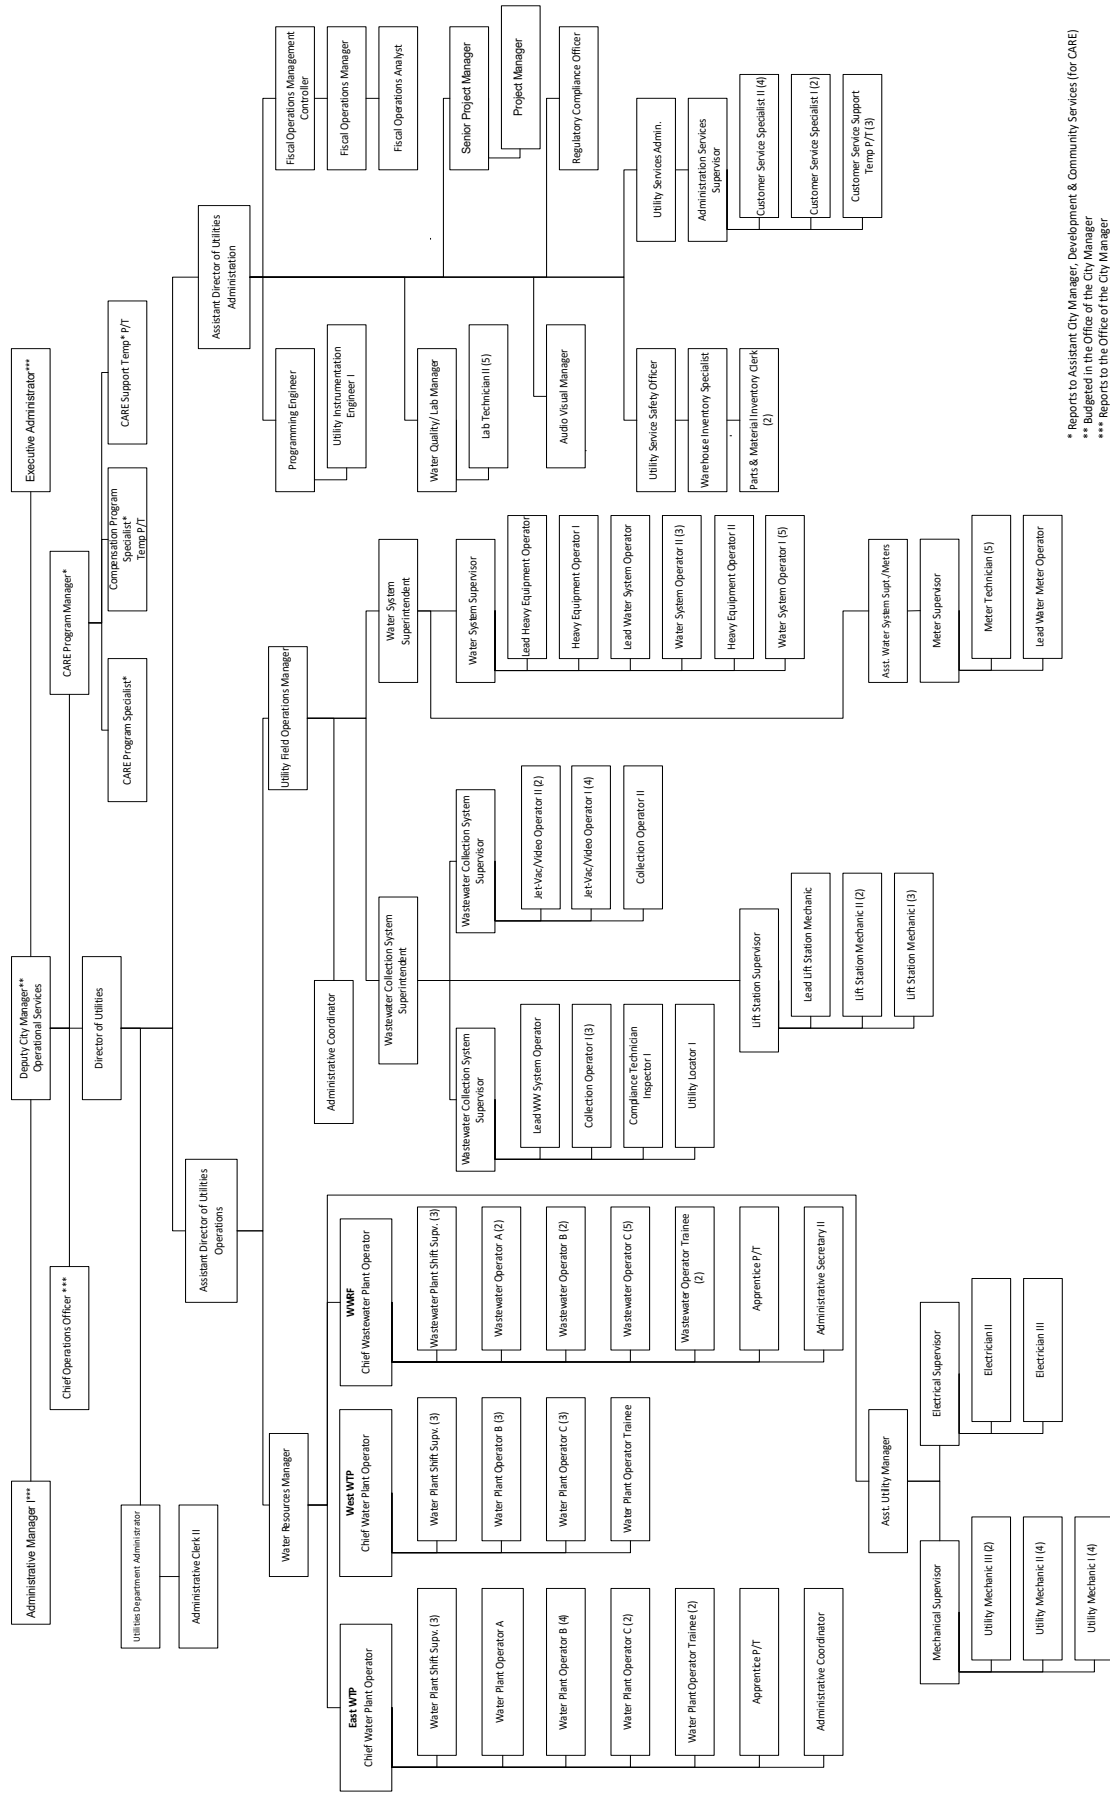 Administrative Manager I***
Deputy City Manager**
Operational Services
Executive Administrator***
Chief Operations Officer ***
CARE Program Manager*
Director of Utilities
CARE Program Specialist*
Compensation Program
Specialist*
Temp P/T
CARE Support Temp* P/T
Utilities Department Administrator
Administrative Clerk II
Assistant Director of Utilities
Operations
Assistant Director of Utilities
Administration
Water Resources Manager
Utility Field Operations Manager
East WTP
Chief Water Plant Operator
Water Plant Shift Supv. (3)
Water Plant Operator A
Water Plant Operator B (4)
Water Plant Operator C (2)
Water Plant Operator Trainee (2)
Apprentice P/T
Administrative Coordinator
West WTP
Chief Water Plant Operator
Water Plant Shift Supv. (3)
Water Plant Operator B (3)
Water Plant Operator C (3)
Water Plant Operator Trainee
WWRF
Chief Wastewater Plant Operator
Wastewater Plant Shift Supv. (3)
Wastewater Operator A (2)
Wastewater Operator B (2)
Wastewater Operator C (5)
Wastewater Operator Trainee
(2)
Apprentice P/T
Administrative Secretary II
Asst. Utility Manager
Mechanical Supervisor
Utility Mechanic III (2)
Utility Mechanic II (4)
Utility Mechanic I (4)
Electrical Supervisor
Electrician II
Electrician III
Administrative Coordinator
Wastewater Collection System
Superintendent
Wastewater Collection System
Supervisor
Lead WW System Operator
Collection Operator I (3)
Compliance Technician
Inspector I
Utility Locator I
Wastewater Collection System
Supervisor
Jet-Vac/Video Operator II (2)
Jet-Vac/Video Operator I (4)
Collection Operator II
Lift Station Supervisor
Lead Lift Station Mechanic
Lift Station Mechanic II (2)
Lift Station Mechanic I (3)
Water System
Superintendent
Water System Supervisor
Lead Heavy Equipment Operator
Heavy Equipment Operator I
Lead Water System Operator
Water System Operator II (3)
Heavy Equipment Operator II
Water System Operator I (5)
Asst. Water System Supt./Meters
Meter Supervisor
Meter Technician (5)
Lead Water Meter Operator
Programming Engineer
Utility Instrumentation
Engineer I
Water Quality/ Lab Manager
Lab Technician II (5)
Audio Visual Manager
Utility Service Safety Officer
Warehouse Inventory Specialist
Parts & Material Inventory Clerk
(2)
Fiscal Operations Management
Controller
Fiscal Operations Manager
Fiscal Operations Analyst
Senior Project Manager
Project Manager
Regulatory Compliance Officer
Utility Services Admin.
Administration Services
Supervisor
Customer Service Specialist II (4)
Customer Service Specialist I (2)
Customer Service Support
Temp P/T (3)
* Reports to Assistant City Manager, Development & Community Services (for CARE)
** Budgeted in the Office of the City Manager
*** Reports to the Office of the City Manager